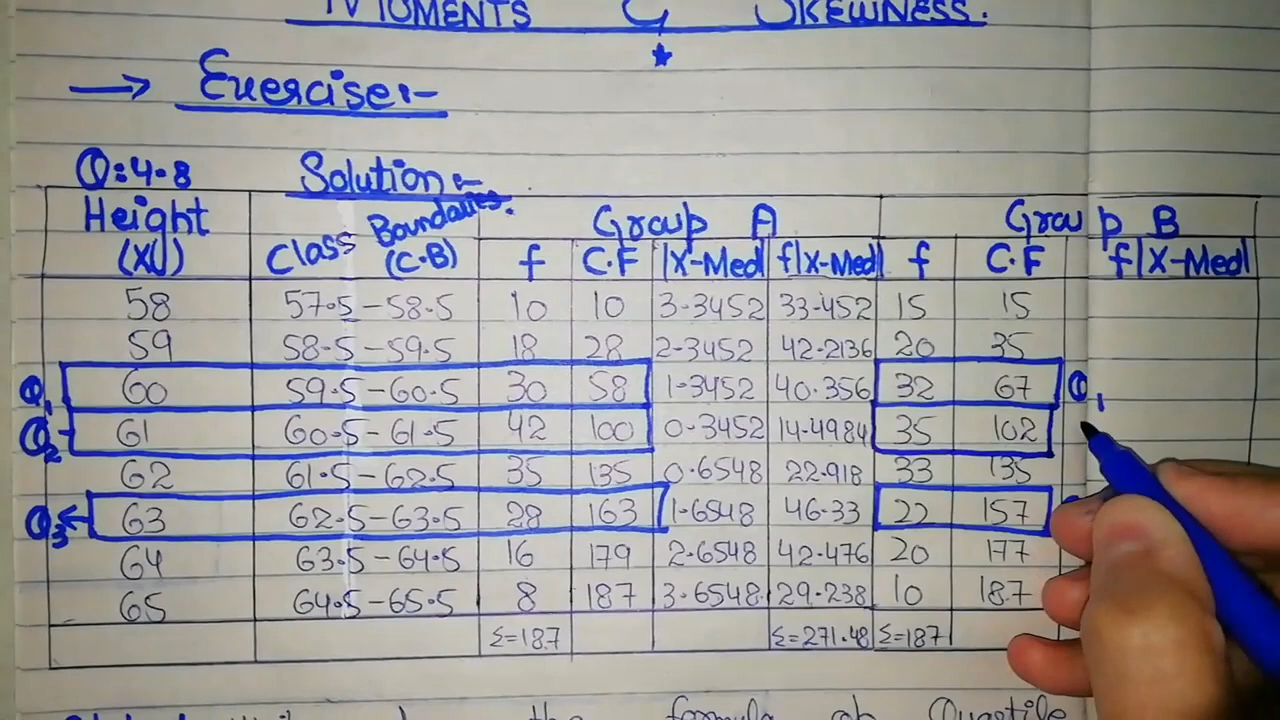 MOMENTS & SKEWNESS.
→ Exercise:-
Q:4.8 Solution:-
Height (X) Class Boundaries. (C.B) Group A Group B
f C.F |X-Med| f|X-Med| f C.F f|X-Med|
58 57.5-58.5 10 10 3.3452 33.452 15 15
59 58.5-59.5 18 28 2.3452 42.2136 20 35
Q1 60 59.5-60.5 30 58 1.3452 40.356 32 67 Q1
Q2 61 60.5-61.5 42 100 0.3452 14.4984 35 102
62 61.5-62.5 35 135 0.6548 22.918 33 135
Q3 63 62.5-63.5 28 163 1.6548 46.33 22 157
64 63.5-64.5 16 179 2.6548 42.476 20 177
65 64.5-65.5 8 187 3.6548 29.238 10 187
Σ=187 Σ=271.48 Σ=187
the formula of Quartile